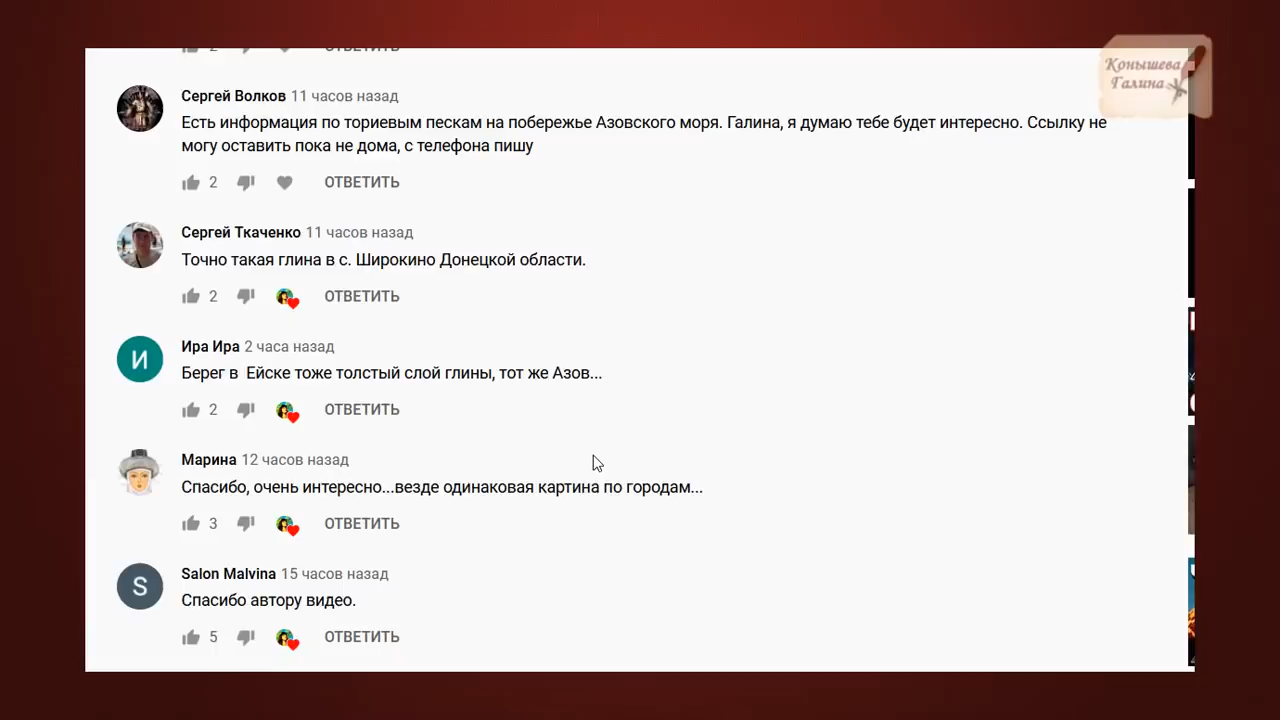 2 ОТВЕТИТЬ
Конышева
Галина
Сергей Волков 11 часов назад
Есть информация по ториевым пескам на побережье Азовского моря. Галина, я думаю тебе будет интересно. Ссылку не
могу оставить пока не дома, с телефона пишу
2 ОТВЕТИТЬ
Сергей Ткаченко 11 часов назад
Точно такая глина в с. Широкино Донецкой области.
2 ОТВЕТИТЬ
Ира Ира 2 часа назад
И
Берег в Ейске тоже толстый слой глины, тот же Азов...
2 ОТВЕТИТЬ
Марина 12 часов назад
Спасибо, очень интересно...везде одинаковая картина по городам...
3 ОТВЕТИТЬ
Salon Malvina 15 часов назад
S
Спасибо автору видео.
5 ОТВЕТИТЬ